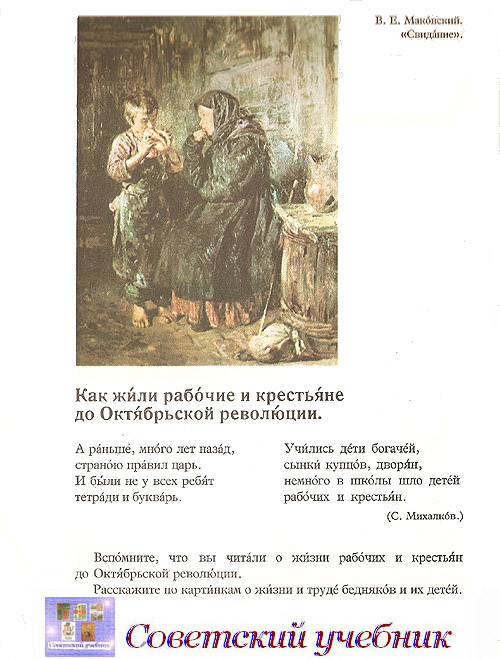 В. Е. Мако́вский.
«Свида́ние».
Как жи́ли рабо́чие и крестья́не
до Октя́брьской револю́ции.
А ра́ньше, мно́го лет наза́д,
страно́ю пра́вил царь.
И бы́ли не у всех ребя́т
тетра́ди и буква́рь.
Учи́лись де́ти богаче́й,
сынки́ купцо́в, дворя́н,
немно́го в шко́лы шло дете́й
рабо́чих и крестья́н.
(С. Михалко́в.)
Вспо́мните, что вы чита́ли о жи́зни рабо́чих и крестья́н
до Октя́брьской револю́ции.
Расскажи́те по карти́нкам о жи́зни и труде́ бедняко́в и их дете́й.
Советский учебник
Советский учебник